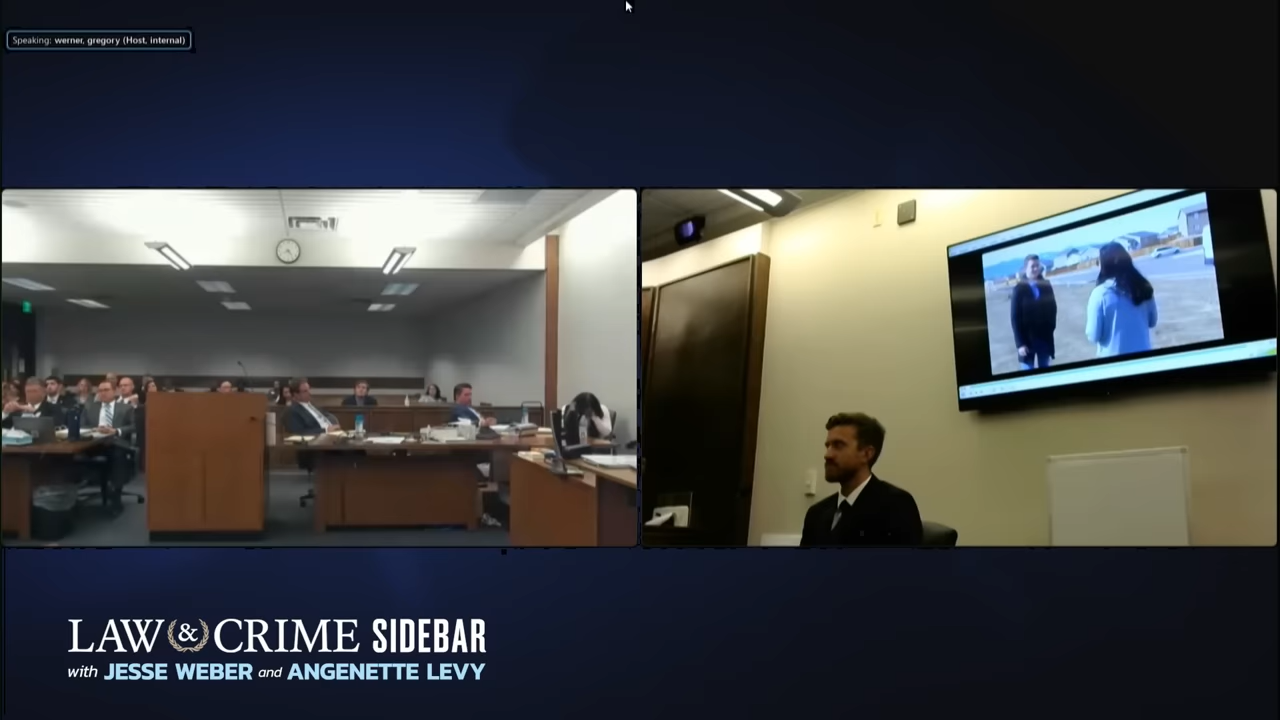 Speaking: werner, gregory (Host, internal)
LAW & CRIME SIDEBAR
with JESSE WEBER and ANGENETTE LEVY